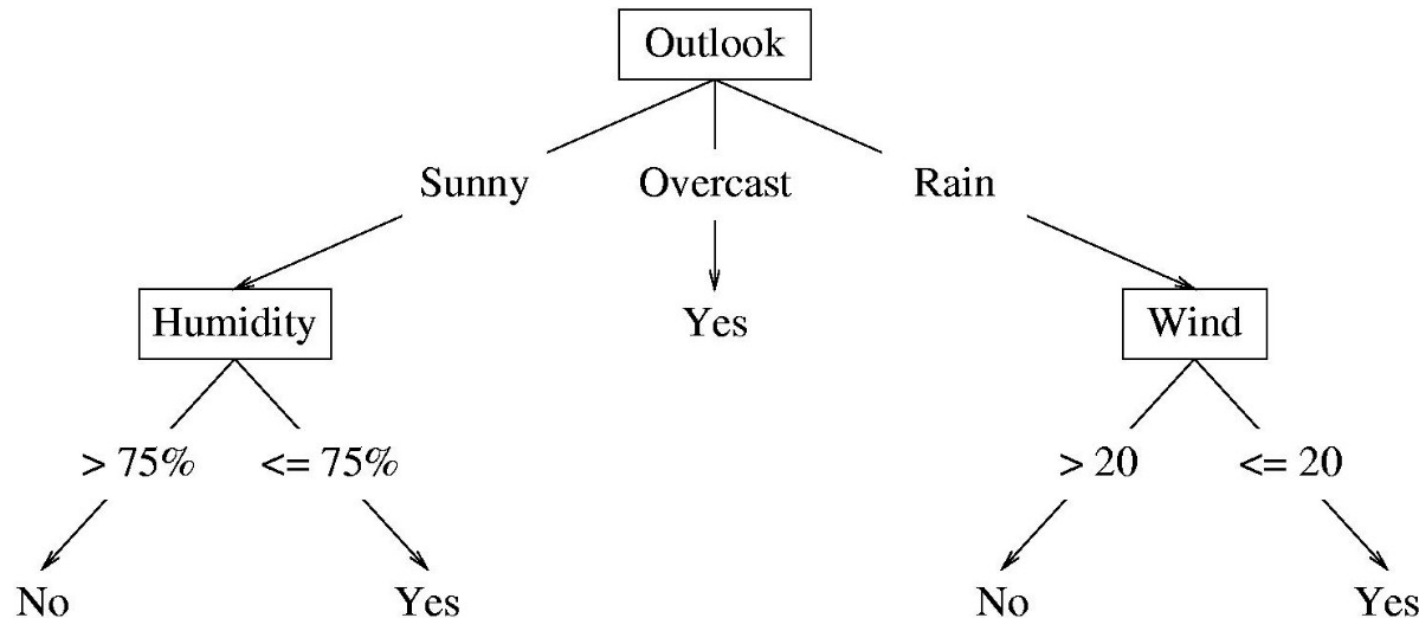 Outlook
Sunny Overcast Rain
Humidity Yes Wind
> 75% <= 75% > 20 <= 20
No Yes No Yes